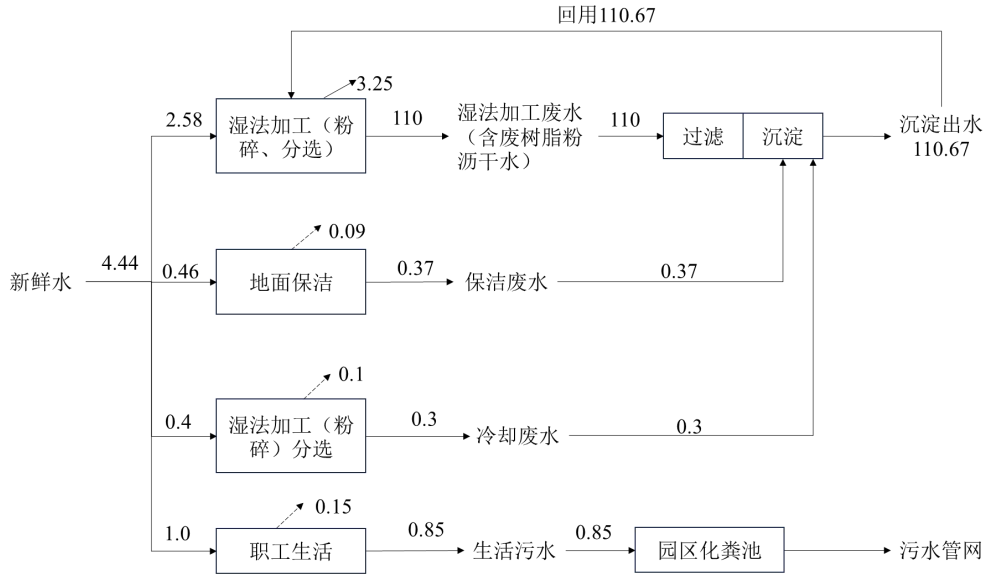 回用110.67
3.25
2.58
湿法加工（粉
碎、分选）
110
湿法加工废水
（含废树脂粉
沥干水）
110
过滤
沉淀
沉淀出水
110.67
0.09
新鲜水
4.44
0.46
地面保洁
0.37
保洁废水
0.37
0.1
0.4
湿法加工（粉
碎）分选
0.3
冷却废水
0.3
0.15
1.0
职工生活
0.85
生活污水
0.85
园区化粪池
污水管网